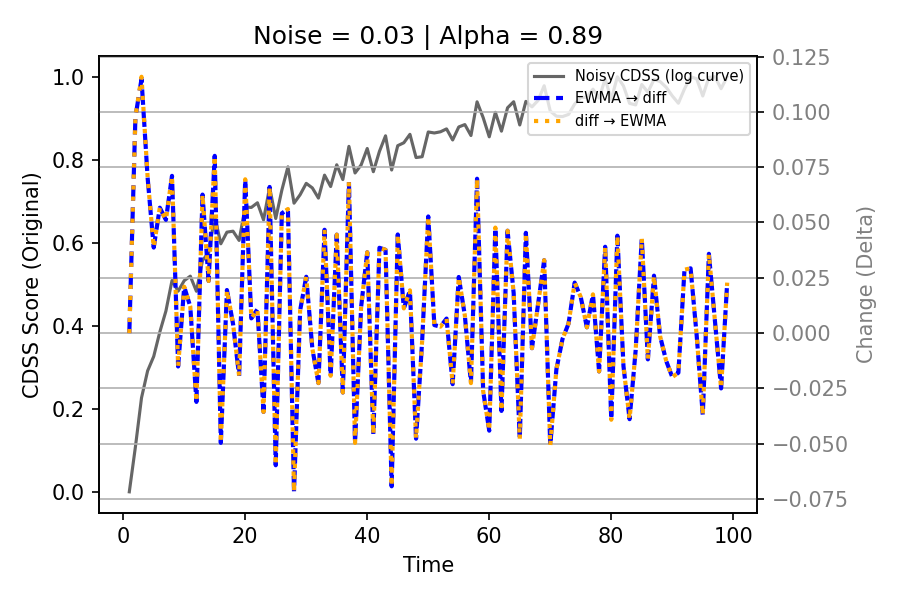 Noise = 0.03 | Alpha = 0.89
Noisy CDSS (log curve)
EWMA → diff
diff → EWMA
CDSS Score (Original)
1.0
0.8
0.6
0.4
0.2
0.0
0.125
0.100
0.075
0.050
0.025
0.000
−0.025
−0.050
−0.075
Change (Delta)
0 20 40 60 80 100
Time